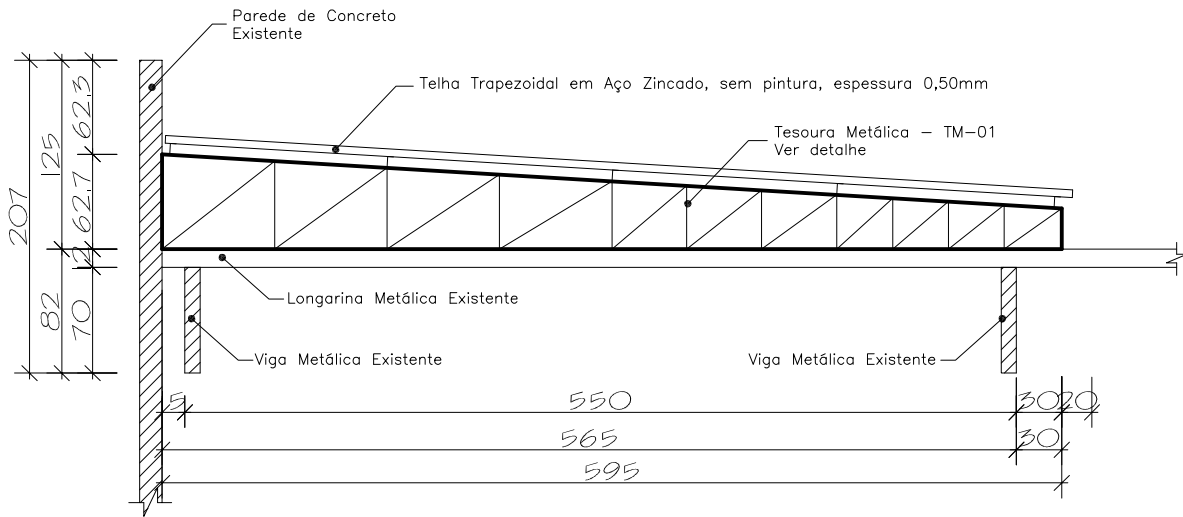 Parede de Concreto
Existente
Telha Trapezoidal em Aço Zincado, sem pintura, espessura 0,50mm
Tesoura Metálica – TM-01
Ver detalhe
62.3
125
62.7
207
12
82
70
Longarina Metálica Existente
Viga Metálica Existente
Viga Metálica Existente
5
550
30
20
565
30
595